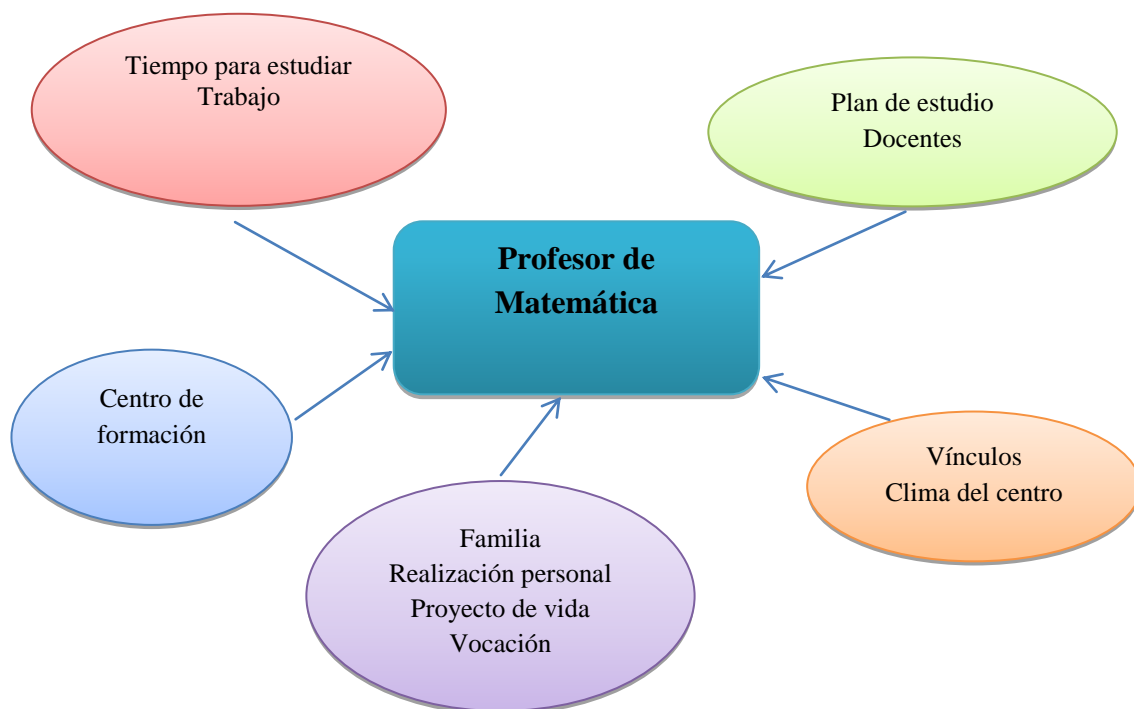 Tiempo para estudiar
Trabajo
Plan de estudio
Docentes
Profesor de
Matemática
Centro de
formación
Vínculos
Clima del centro
Familia
Realización personal
Proyecto de vida
Vocación